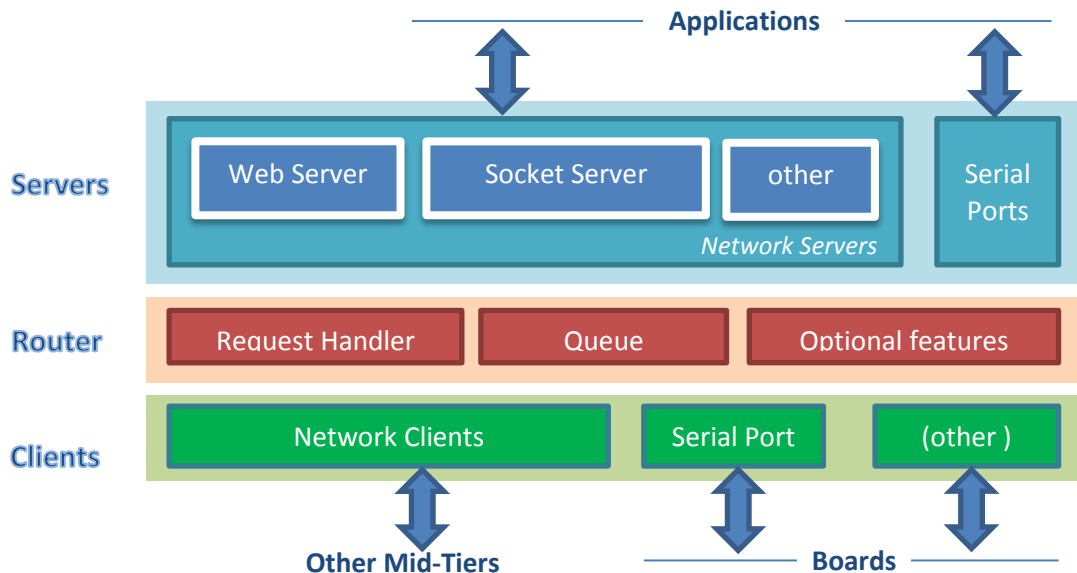 Applications
Servers
Web Server
Socket Server
other
Network Servers
Serial
Ports
Router
Request Handler
Queue
Optional features
Clients
Network Clients
Serial Port
(other )
Other Mid-Tiers
Boards